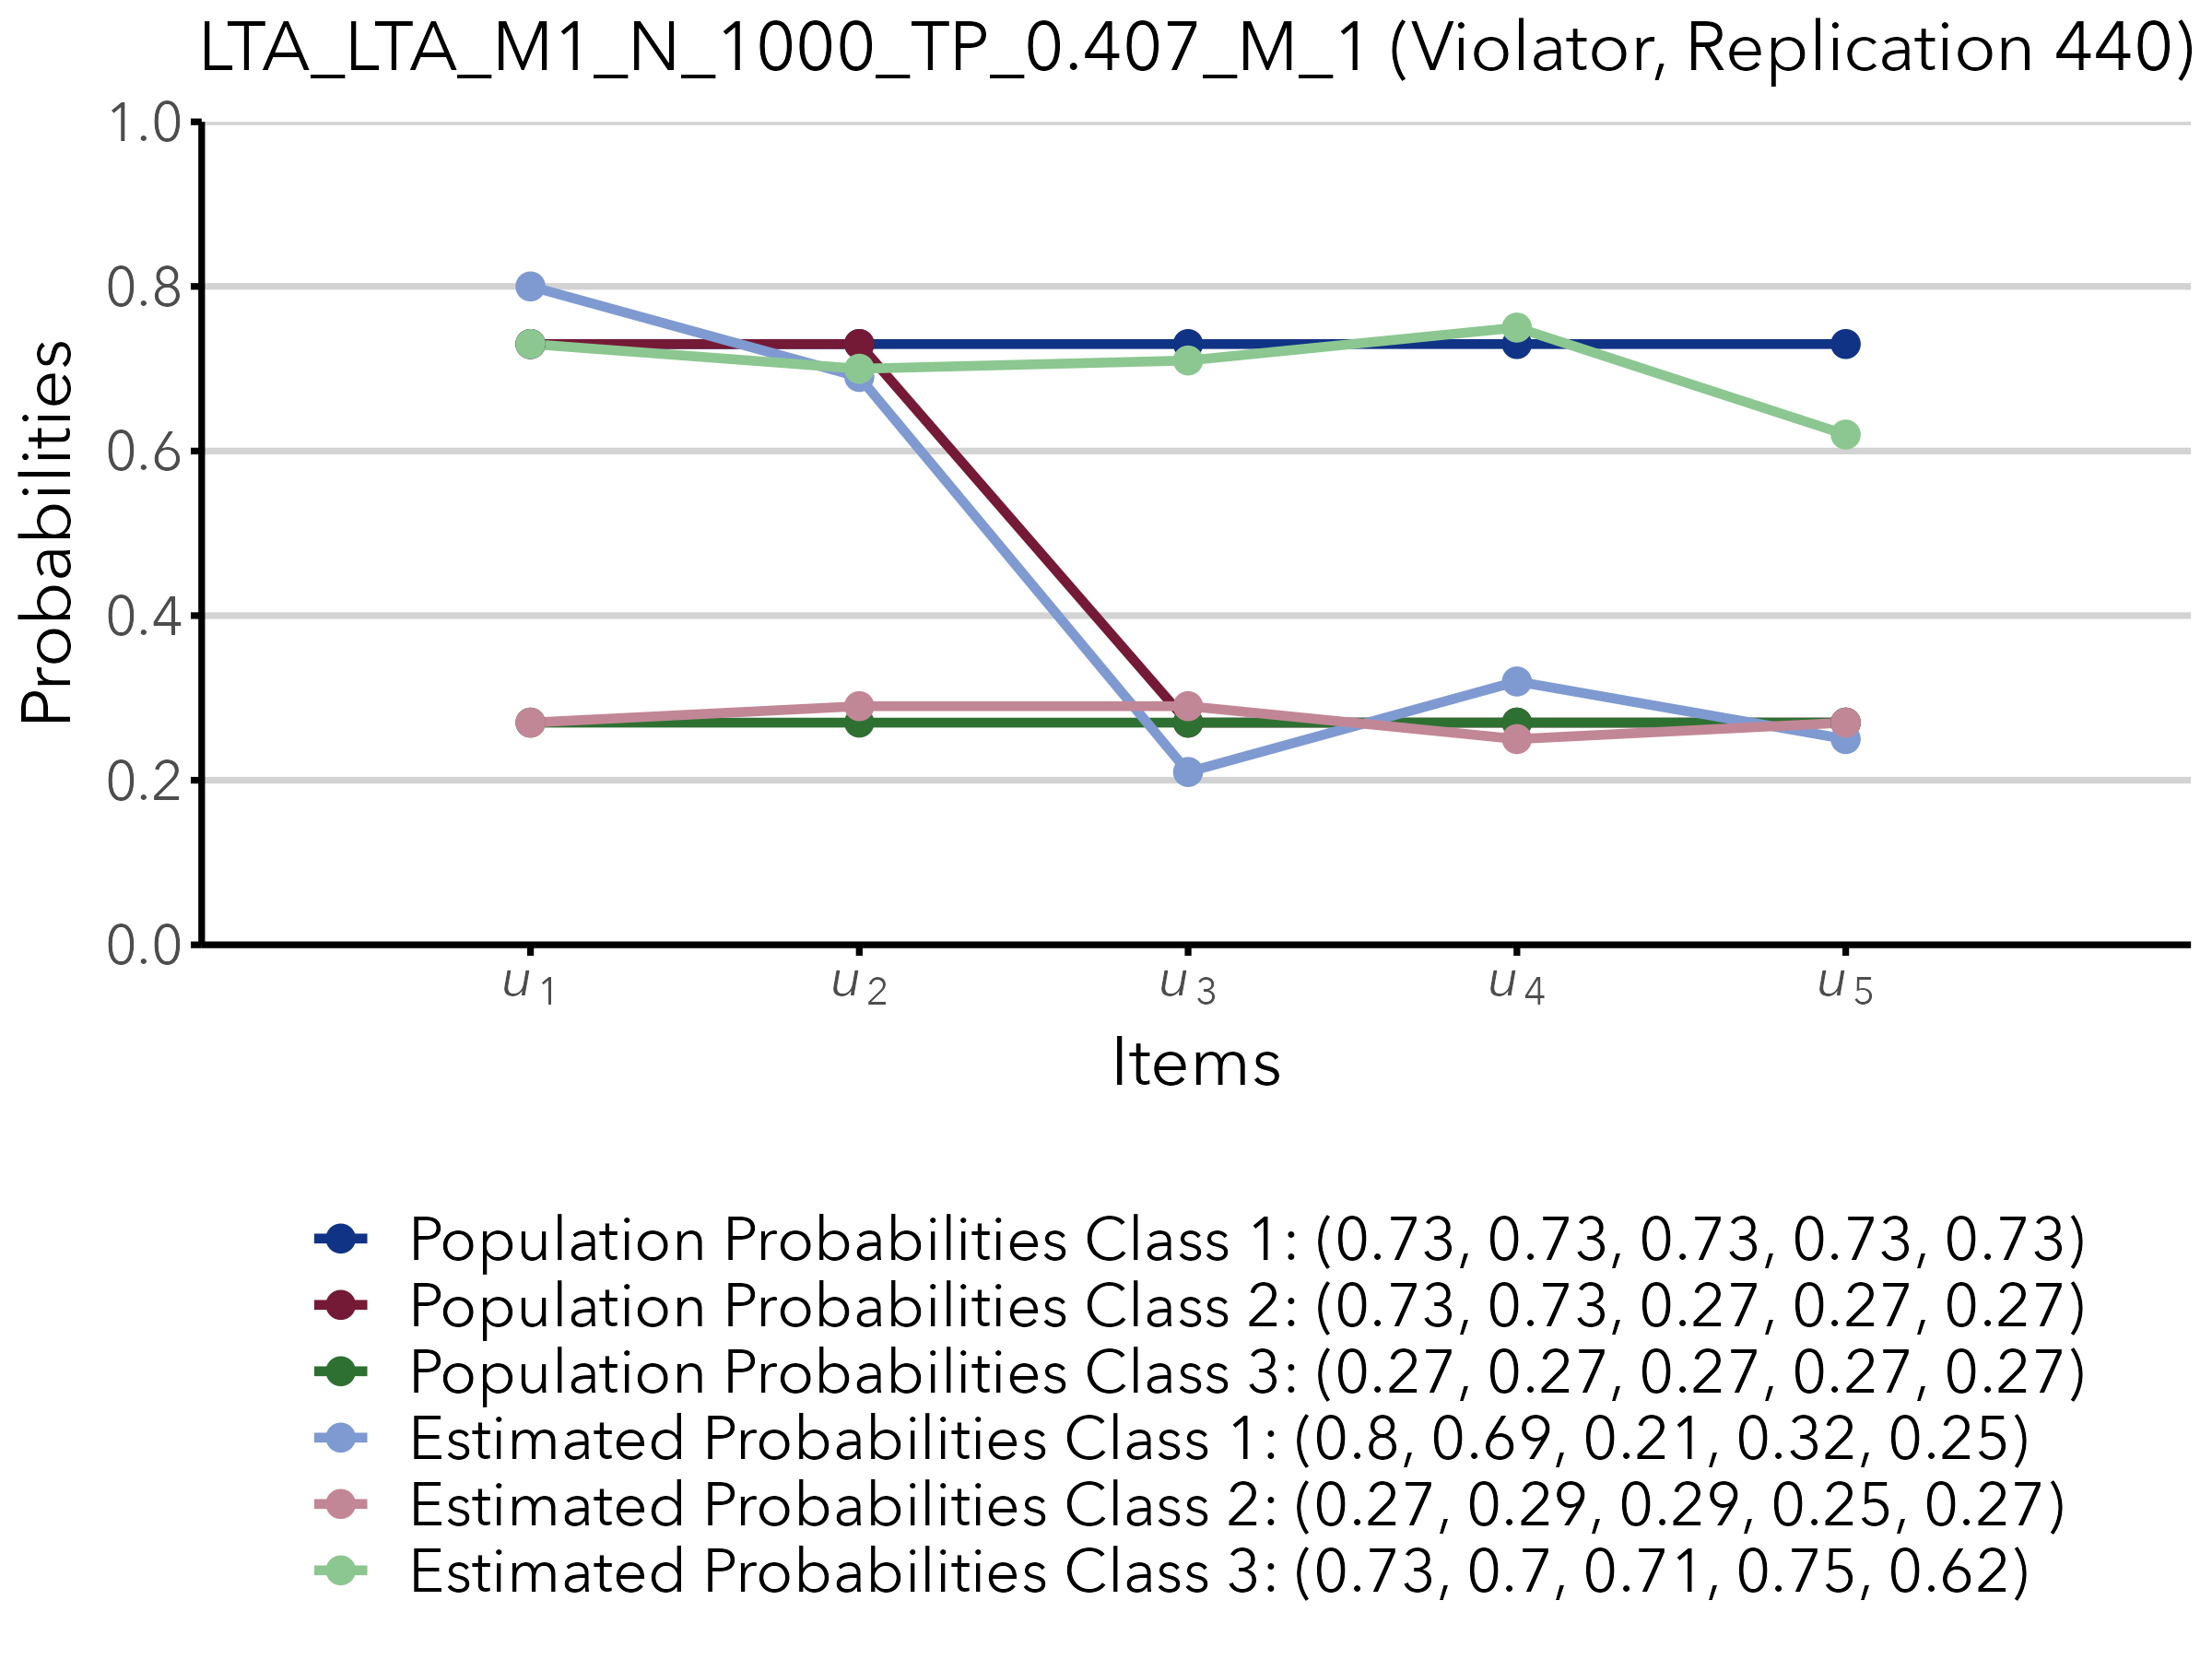 LTA_LTA_M1_N_1000_TP_0.407_M_1 (Violator, Replication 440)
Probabilities
1.0
0.8
0.6
0.4
0.2
0.0
u1 u2 u3 u4 u5
Items
Population Probabilities Class 1: (0.73, 0.73, 0.73, 0.73, 0.73)
Population Probabilities Class 2: (0.73, 0.73, 0.27, 0.27, 0.27)
Population Probabilities Class 3: (0.27, 0.27, 0.27, 0.27, 0.27)
Estimated Probabilities Class 1: (0.8, 0.69, 0.21, 0.32, 0.25)
Estimated Probabilities Class 2: (0.27, 0.29, 0.29, 0.25, 0.27)
Estimated Probabilities Class 3: (0.73, 0.7, 0.71, 0.75, 0.62)